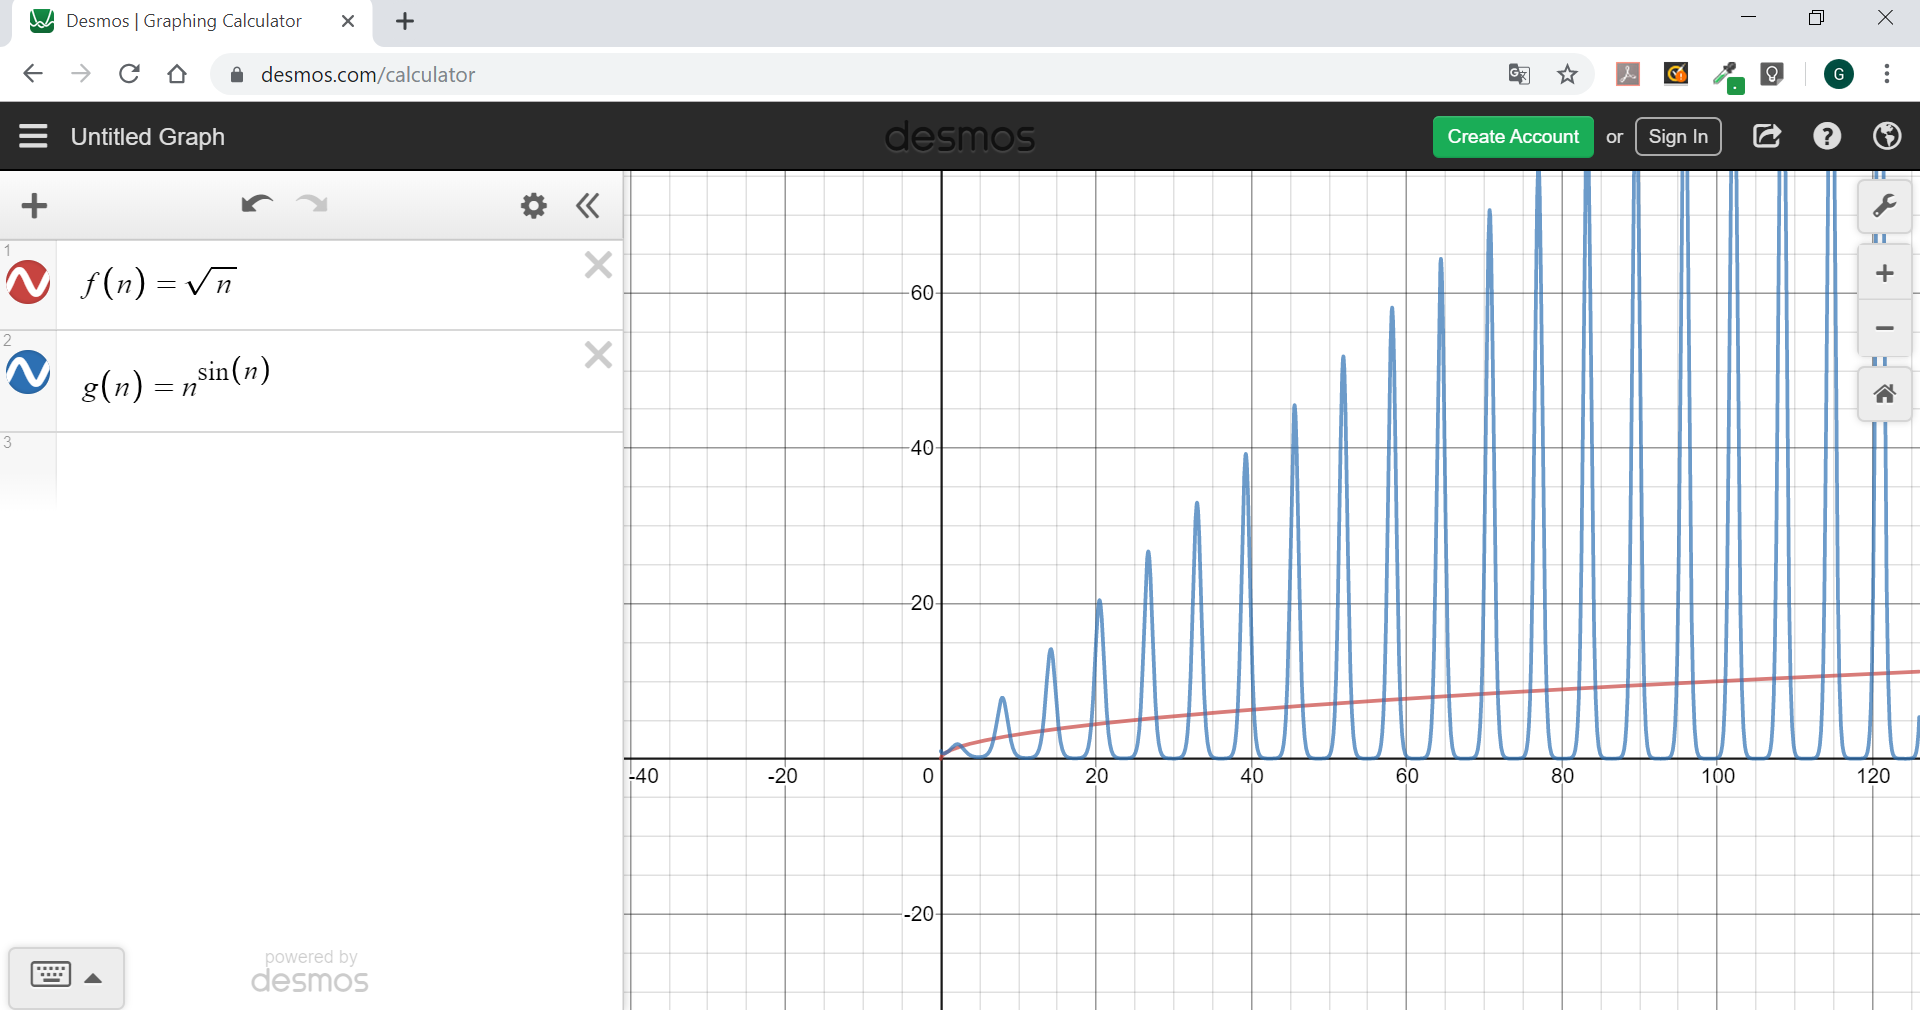 Desmos | Graphing Calculator
desmos.com/calculator
Untitled Graph
desmos
Create Account or Sign In
1
f(n) = √n
2
g(n) = n^sin(n)
3
60
40
20
-40 -20 0 20 40 60 80 100 120
-20
powered by
desmos
G